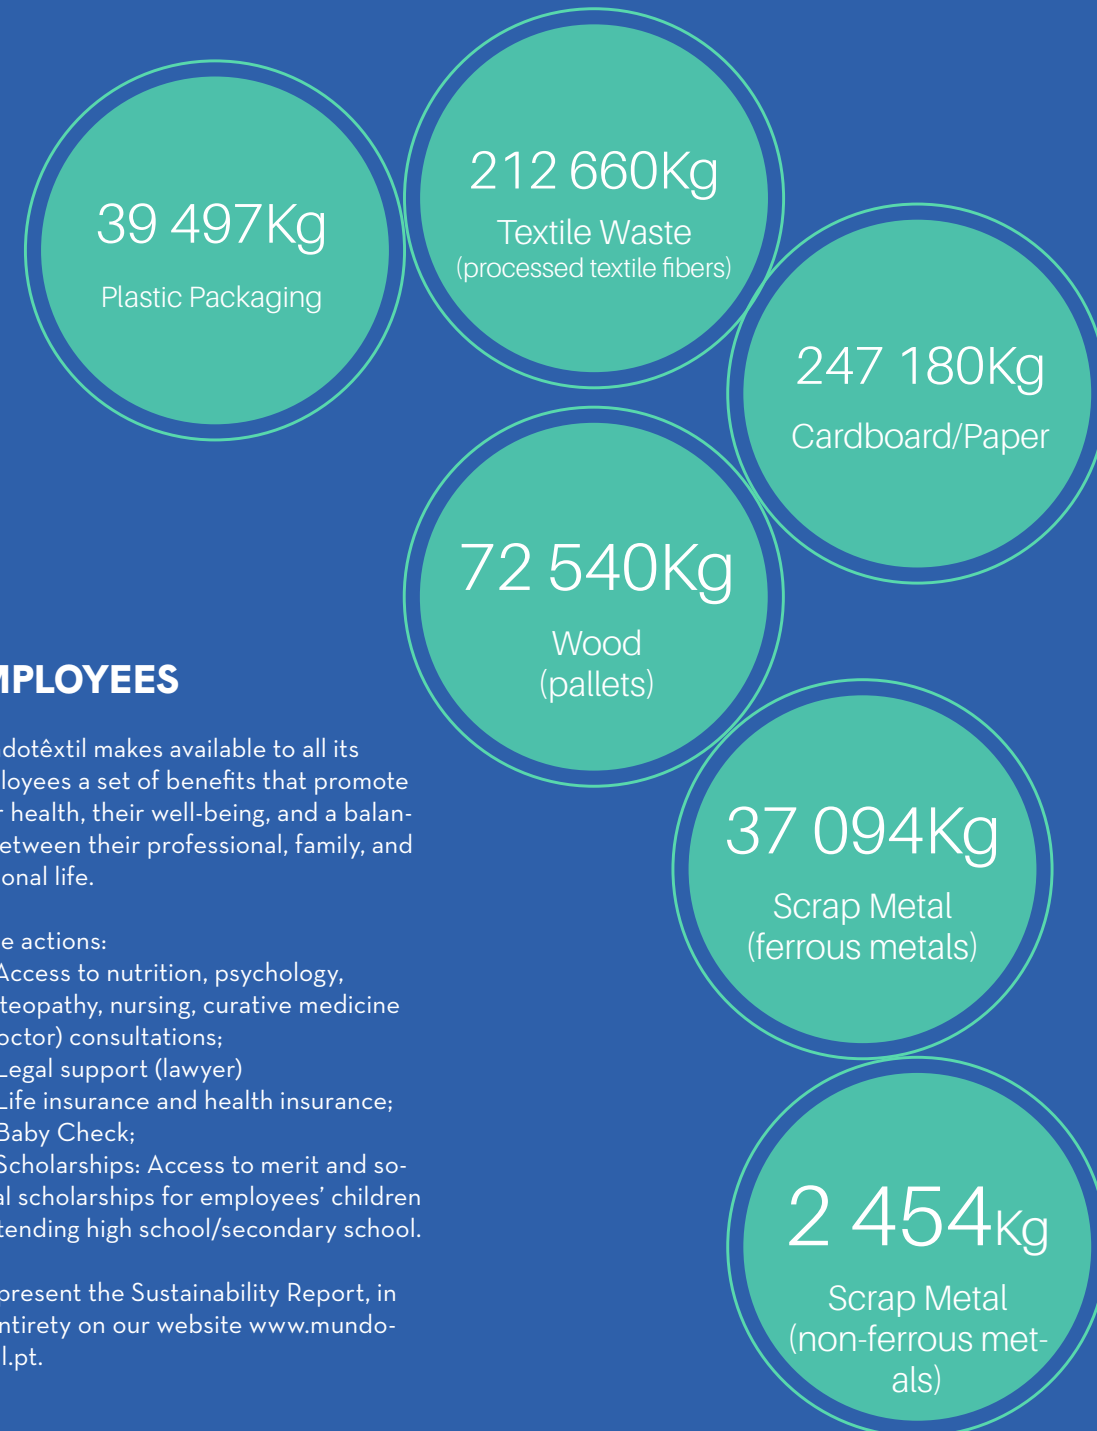 39 497Kg
Plastic Packaging
212 660Kg
Textile Waste
(processed textile fibers)
247 180Kg
Cardboard/Paper
72 540Kg
Wood
(pallets)
37 094Kg
Scrap Metal
(ferrous metals)
2 454Kg
Scrap Metal
(non-ferrous met-
als)
MPLOYEES
dotêxtil makes available to all its
loyees a set of benefits that promote
r health, their well-being, and a balan-
etween their professional, family, and
onal life.
e actions:
Access to nutrition, psychology,
teopathy, nursing, curative medicine
octor) consultations;
Legal support (lawyer)
Life insurance and health insurance;
Baby Check;
Scholarships: Access to merit and so-
al scholarships for employees’ children
tending high school/secondary school.
present the Sustainability Report, in
ntirety on our website www.mundo-
l.pt.